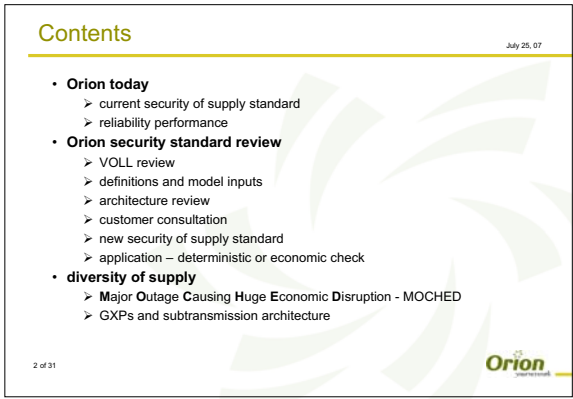 Contents
July 25, 07
• Orion today
➢ current security of supply standard
➢ reliability performance
• Orion security standard review
➢ VOLL review
➢ definitions and model inputs
➢ architecture review
➢ customer consultation
➢ new security of supply standard
➢ application – deterministic or economic check
• diversity of supply
➢ Major Outage Causing Huge Economic Disruption - MOCHED
➢ GXPs and subtransmission architecture
2 of 31
Orion
your network